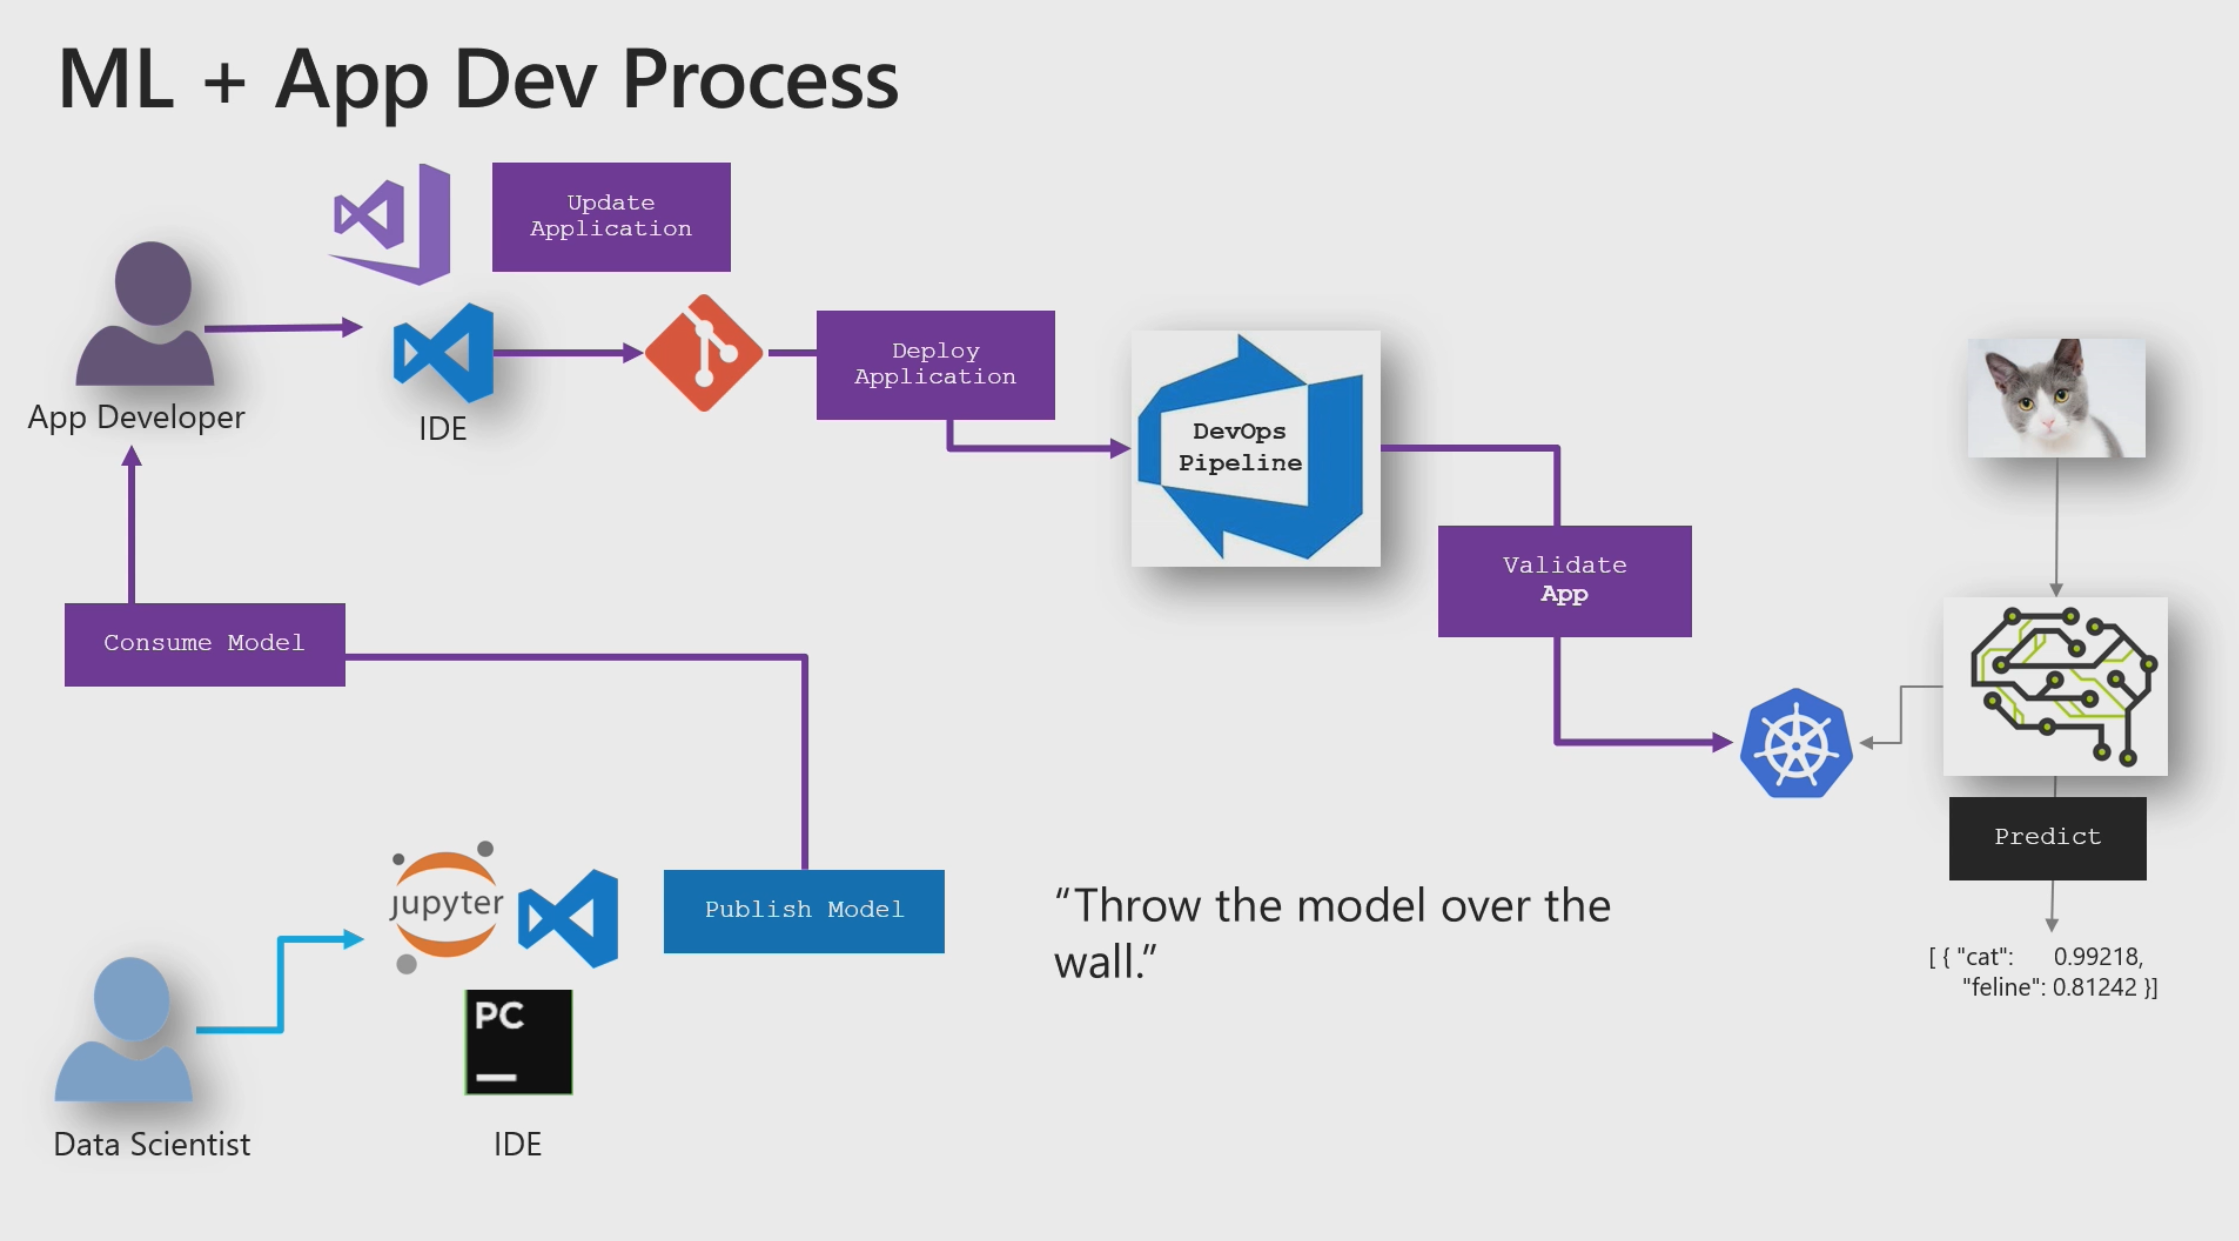 ML + App Dev Process
Update
Application
App Developer
IDE
Deploy
Application
DevOps
Pipeline
Validate
App
Consume Model
jupyter
Publish Model
PC
Data Scientist
IDE
“Throw the model over the
wall.”
Predict
[ { "cat": 0.99218,
"feline": 0.81242 }]